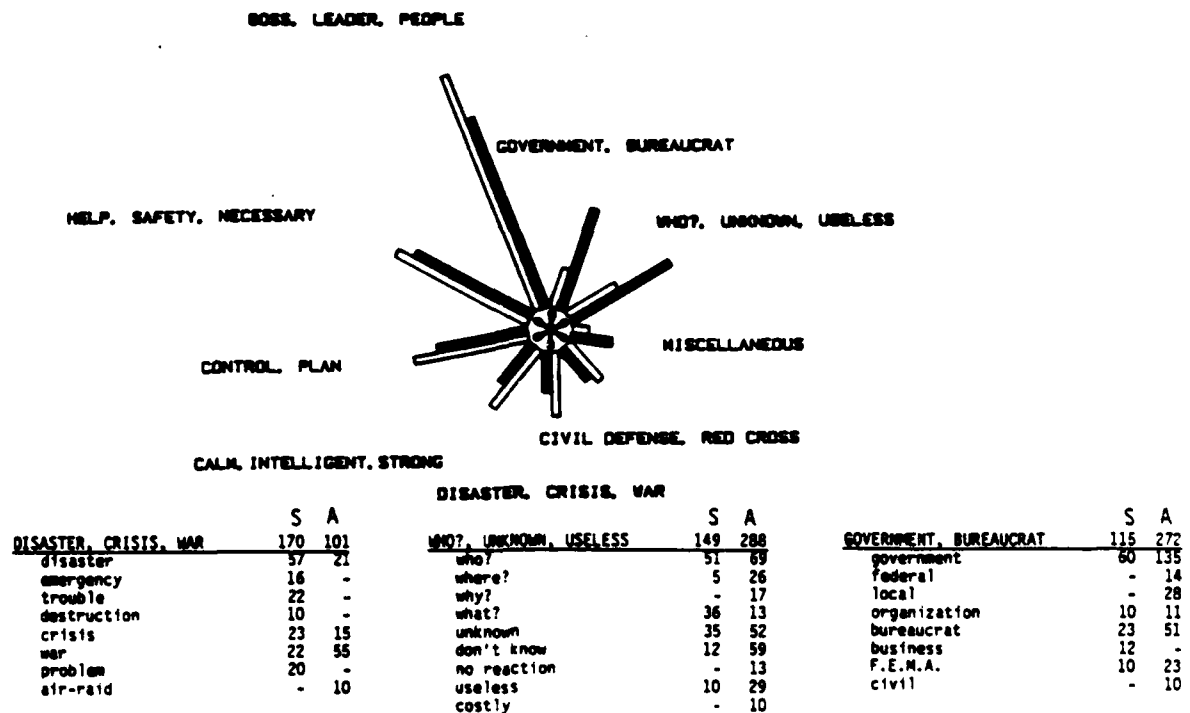 BOSS, LEADER, PEOPLE
GOVERNMENT, BUREAUCRAT
HELP, SAFETY, NECESSARY
WHO?, UNKNOWN, USELESS
MISCELLANEOUS
CONTROL, PLAN
CIVIL DEFENSE, RED CROSS
CALM, INTELLIGENT, STRONG
DISASTER, CRISIS, WAR
S A
DISASTER, CRISIS, WAR 170 101
disaster 57 21
emergency 16 -
trouble 22 -
destruction 10 -
crisis 23 15
war 22 55
problem 20 -
air-raid - 10
S A
WHO?, UNKNOWN, USELESS 149 288
who? 51 69
where? 5 26
why? - 17
what? 36 13
unknown 35 52
don't know 12 59
no reaction - 13
useless 10 29
costly - 10
S A
GOVERNMENT, BUREAUCRAT 115 272
government 60 135
federal - 14
local - 28
organization 10 11
bureaucrat 23 51
business 12 -
F.E.M.A. 10 23
civil - 10